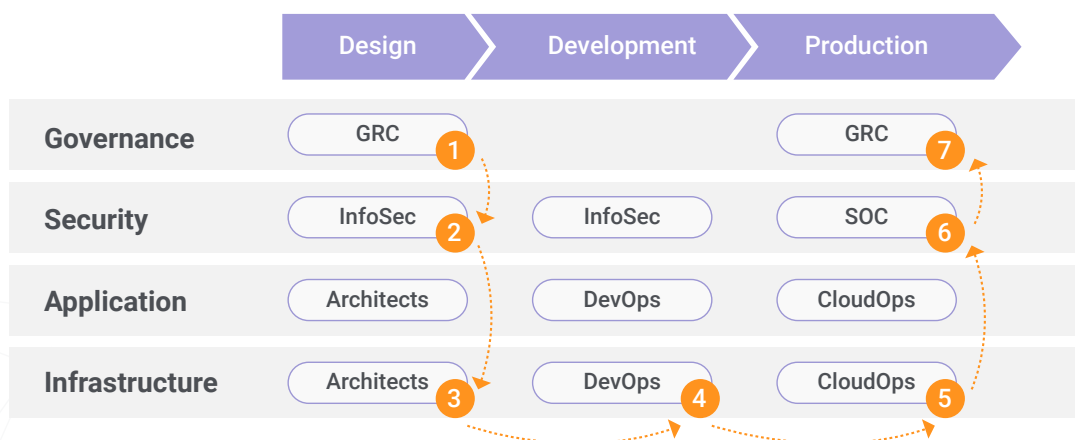 Design Development Production
Governance GRC 1 GRC 7
Security InfoSec 2 InfoSec SOC 6
Application Architects DevOps CloudOps
Infrastructure Architects 3 DevOps 4 CloudOps 5